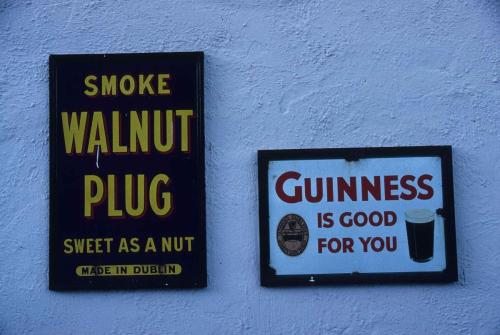 SMOKE
WALNUT
PLUG
SWEET AS A NUT
MADE IN DUBLIN
GUINNESS
IS GOOD
FOR YOU